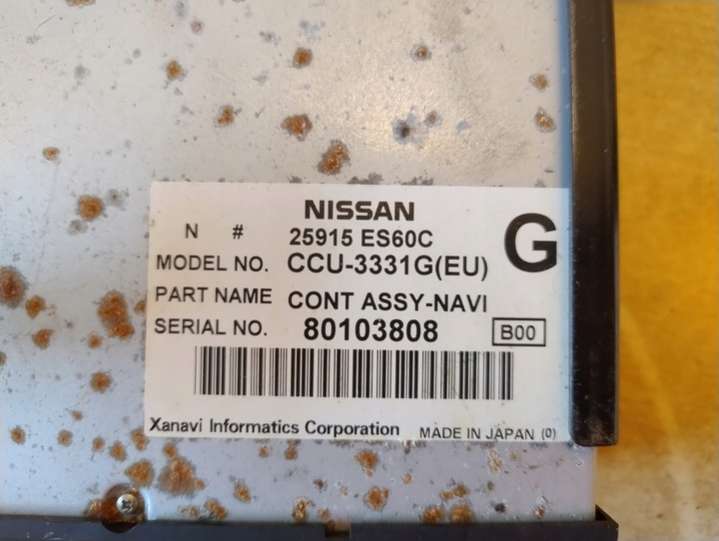 NISSAN
N # 25915 ES60C G
MODEL NO. CCU-3331G(EU)
PART NAME CONT ASSY-NAVI
SERIAL NO. 80103808 B00
Xanavi Informatics Corporation MADE IN JAPAN (0)